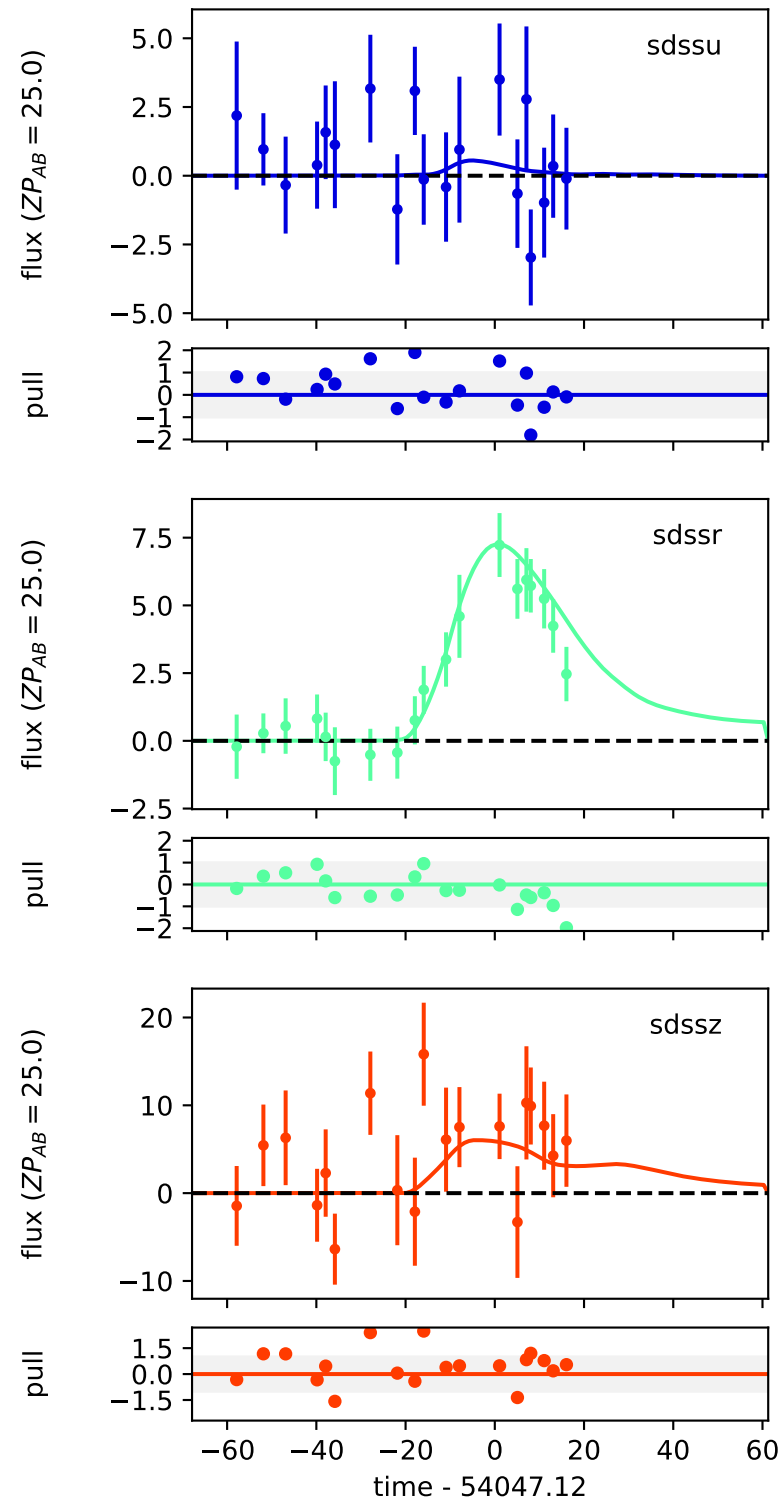 sdssu
flux (ZP_AB = 25.0)
5.0
2.5
0.0
−2.5
−5.0
pull
2
1
0
−1
−2
sdssr
flux (ZP_AB = 25.0)
7.5
5.0
2.5
0.0
−2.5
pull
2
1
0
−1
−2
sdssz
flux (ZP_AB = 25.0)
20
10
0
−10
pull
1.5
0.0
−1.5
−60 −40 −20 0 20 40 60
time - 54047.12